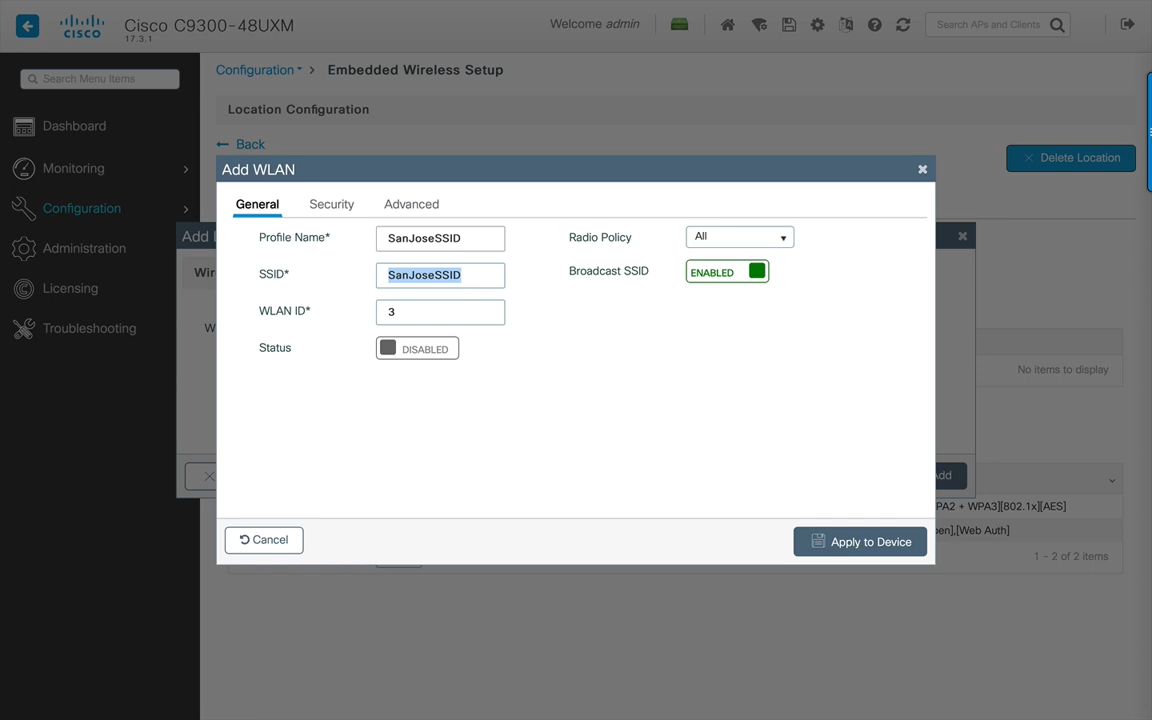 Cisco C9300-48UXM
17.3.1
Welcome admin
Search APs and Clients
CISCO
Search Menu Items
Dashboard
Monitoring
Configuration
Administration
Licensing
Troubleshooting
Configuration > Embedded Wireless Setup
Location Configuration
← Back
× Delete Location
Add WLAN
General Security Advanced
Profile Name* SanJoseSSID
SSID* SanJoseSSID
WLAN ID* 3
Status DISABLED
Radio Policy All
Broadcast SSID ENABLED
Cancel
Apply to Device
Add
No items to display
PA2 + WPA3][802.1x][AES]
en],[Web Auth]
1 - 2 of 2 items